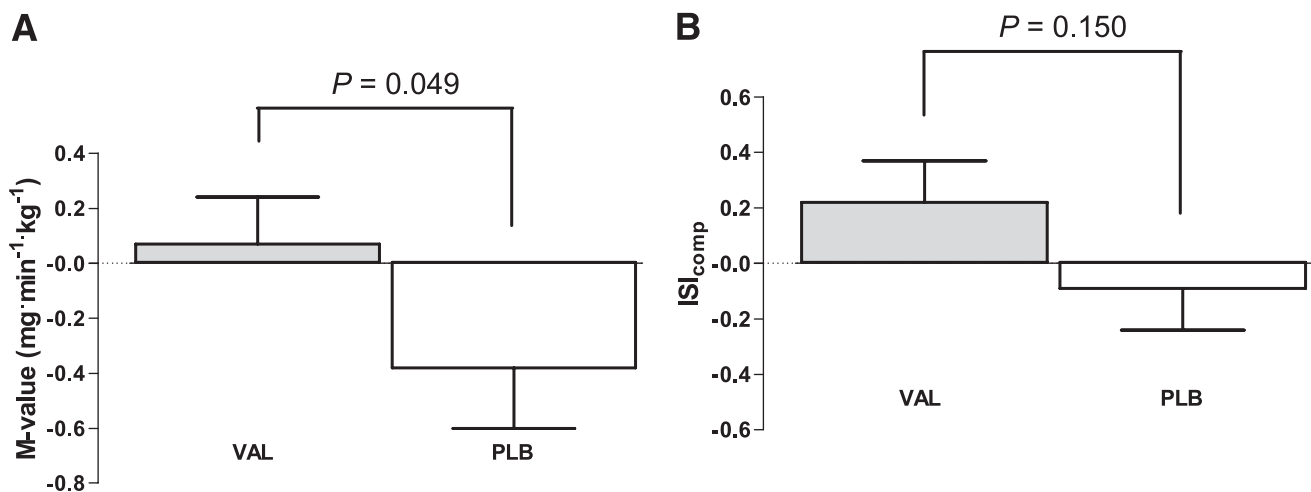 A
P = 0.049
M-value (mg·min⁻¹·kg⁻¹)
0.4
0.2
-0.0
-0.2
-0.4
-0.6
-0.8
VAL
PLB
B
P = 0.150
ISIcomp
0.6
0.4
0.2
-0.0
-0.2
-0.4
-0.6
VAL
PLB